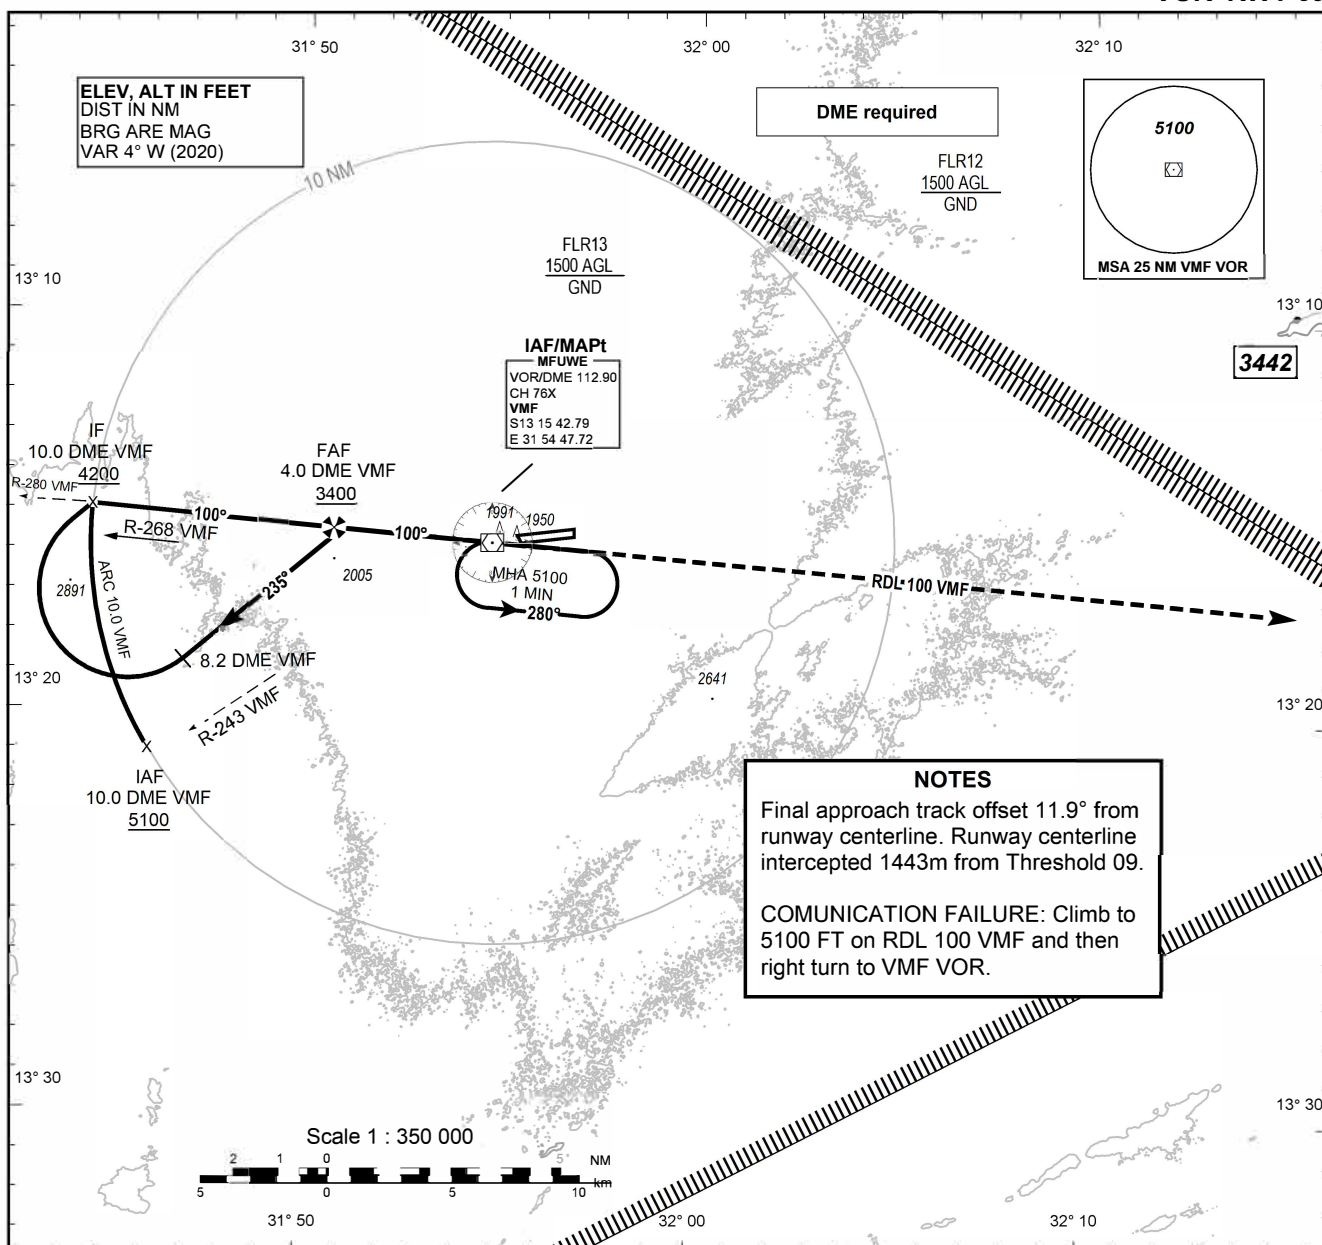 31° 50
32° 00
32° 10
ELEV, ALT IN FEET
DIST IN NM
BRG ARE MAG
VAR 4° W (2020)
DME required
5100
MSA 25 NM VMF VOR
10 NM
FLR12
1500 AGL
GND
FLR13
1500 AGL
GND
13° 10
13° 10
3442
IAF/MAPt
MFUWE
VOR/DME 112.90
CH 76X
VMF
S13 15 42.79
E 31 54 47.72
IF
10.0 DME VMF
4200
R-280 VMF
FAF
4.0 DME VMF
3400
100°
R-268 VMF
100°
1991
1950
2005
MHA 5100
1 MIN
280°
RDL 100 VMF
2891
ARC 10.0 VMF
235°
8.2 DME VMF
R-243 VMF
2641
13° 20
13° 20
IAF
10.0 DME VMF
5100
NOTES
Final approach track offset 11.9° from
runway centerline. Runway centerline
intercepted 1443m from Threshold 09.
COMUNICATION FAILURE: Climb to
5100 FT on RDL 100 VMF and then
right turn to VMF VOR.
13° 30
13° 30
Scale 1 : 350 000
2 1 0 5 NM
5 0 5 10 km
31° 50
32° 00
32° 10